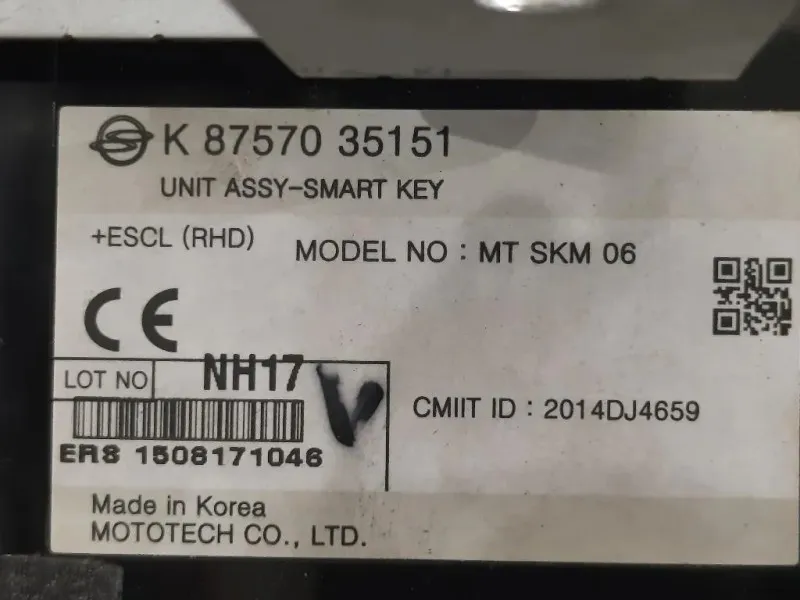 K 87570 35151
UNIT ASSY-SMART KEY
+ESCL (RHD)
MODEL NO : MT SKM 06
CE
LOT NO
NH17
V
CMIIT ID : 2014DJ4659
ER8 1508171046
Made in Korea
MOTOTECH CO., LTD.